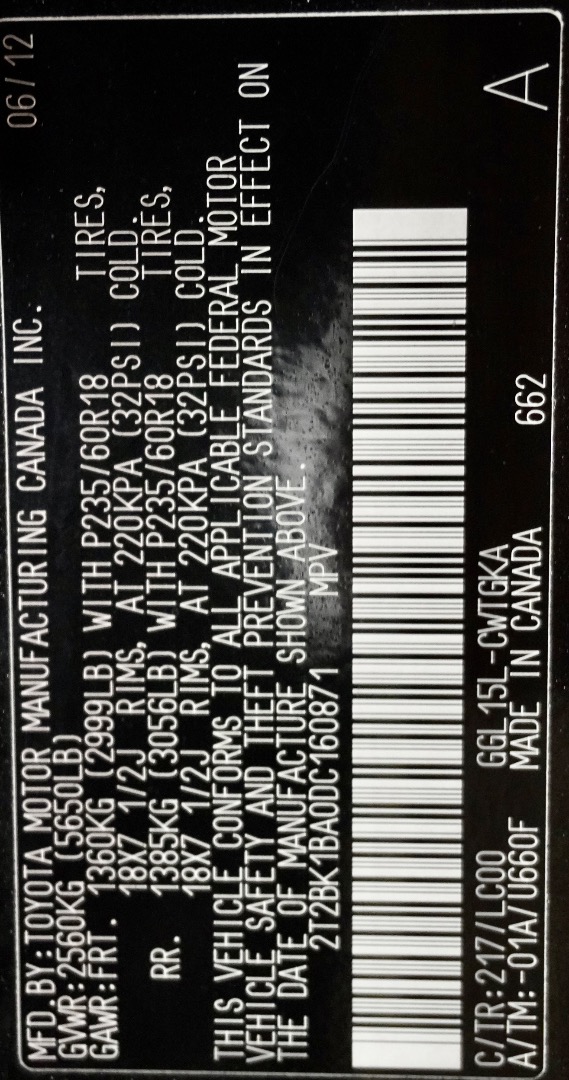 MFD.BY:TOYOTA MOTOR MANUFACTURING CANADA INC. 06/12
GVWR:2560KG (5650LB)
GAWR:FRT. 1360KG (2999LB) WITH P235/60R18 TIRES,
18X7 1/2J RIMS, AT 220KPA (32PSI) COLD.
RR. 1385KG (3056LB) WITH P235/60R18 TIRES,
18X7 1/2J RIMS, AT 220KPA (32PSI) COLD.
THIS VEHICLE CONFORMS TO ALL APPLICABLE FEDERAL MOTOR
VEHICLE SAFETY AND THEFT PREVENTION STANDARDS IN EFFECT ON
THE DATE OF MANUFACTURE SHOWN ABOVE.
2T2BK1BA0DC160871 MPV
C/TR:217/LC00 GGL15L-CWTGKA A
A/TM:-01A/U660F MADE IN CANADA 662